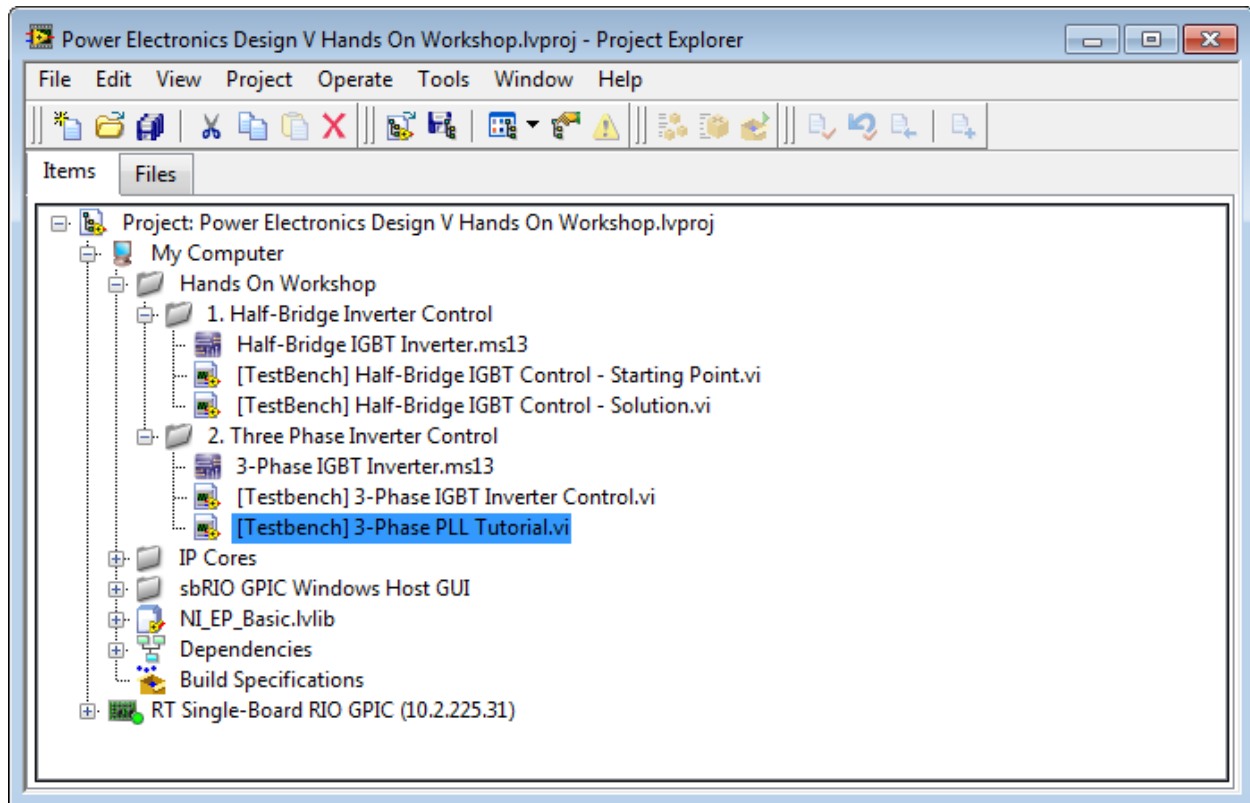 Power Electronics Design V Hands On Workshop.lvproj - Project Explorer
File Edit View Project Operate Tools Window Help
Items Files
Project: Power Electronics Design V Hands On Workshop.lvproj
My Computer
Hands On Workshop
1. Half-Bridge Inverter Control
Half-Bridge IGBT Inverter.ms13
[TestBench] Half-Bridge IGBT Control - Starting Point.vi
[TestBench] Half-Bridge IGBT Control - Solution.vi
2. Three Phase Inverter Control
3-Phase IGBT Inverter.ms13
[Testbench] 3-Phase IGBT Inverter Control.vi
[Testbench] 3-Phase PLL Tutorial.vi
IP Cores
sbRIO GPIC Windows Host GUI
NI_EP_Basic.lvlib
Dependencies
Build Specifications
RT Single-Board RIO GPIC (10.2.225.31)